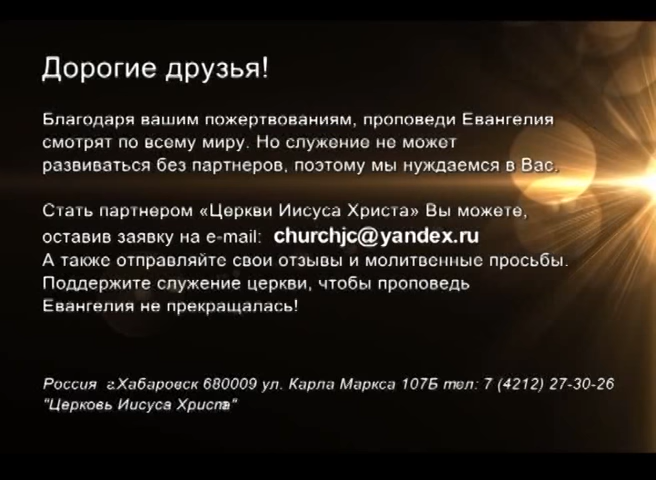 Дорогие друзья!
Благодаря вашим пожертвованиям, проповеди Евангелия
смотрят по всему миру. Но служение не может
развиваться без партнеров, поэтому мы нуждаемся в Вас.
Стать партнером «Церкви Иисуса Христа» Вы можете,
оставив заявку на e-mail: churchjc@yandex.ru
А также отправляйте свои отзывы и молитвенные просьбы.
Поддержите служение церкви, чтобы проповедь
Евангелия не прекращалась!
Россия г.Хабаровск 680009 ул. Карла Маркса 107Б тел: 7 (4212) 27-30-26
"Церковь Иисуса Христа"